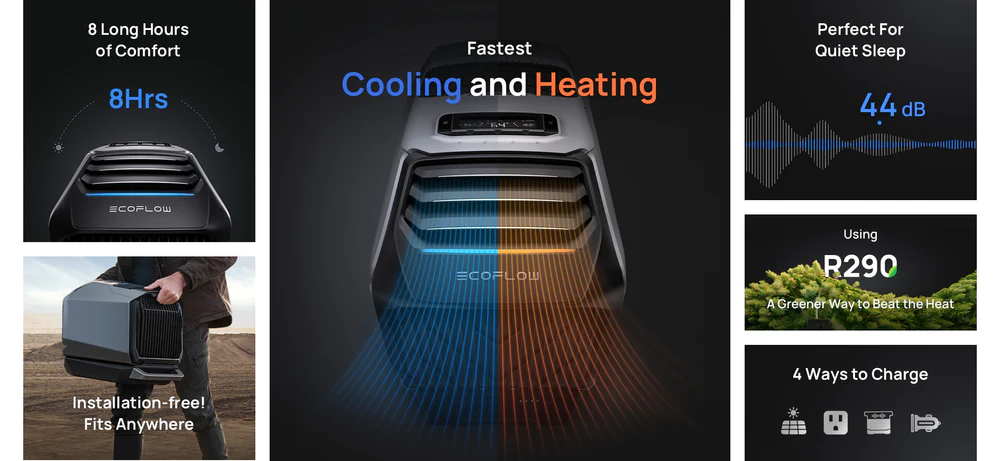 8 Long Hours
of Comfort
8Hrs
ECOFLOW
Installation-free!
Fits Anywhere
Fastest
Cooling and Heating
ECOFLOW
Perfect For
Quiet Sleep
44 dB
Using
R290
A Greener Way to Beat the Heat
4 Ways to Charge